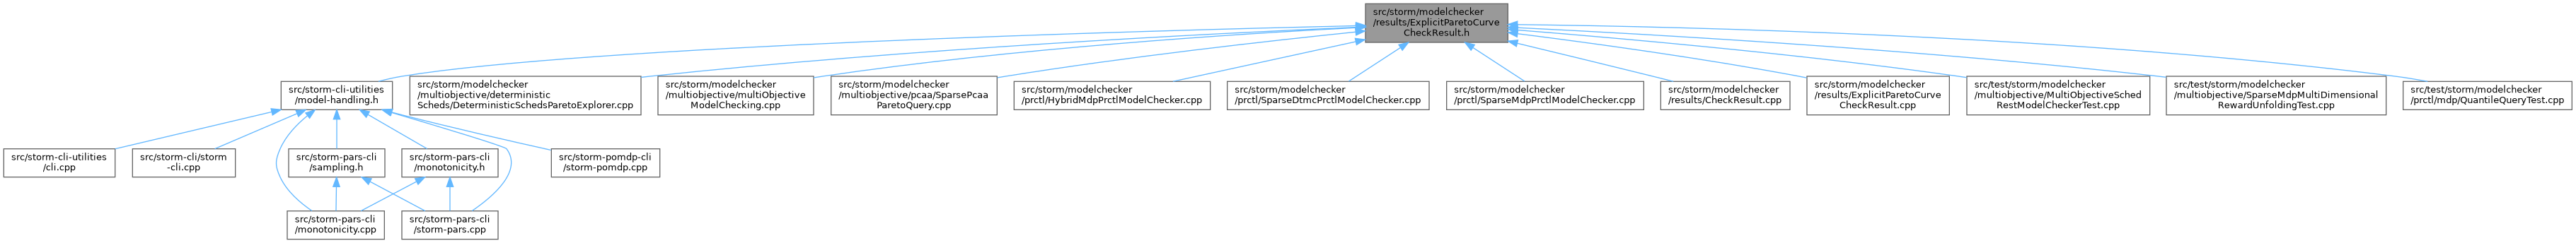 src/storm/modelchecker
/results/ExplicitParetoCurve
CheckResult.h
src/storm-cli-utilities
/model-handling.h
src/storm/modelchecker
/multiobjective/deterministic
Scheds/DeterministicSchedsParetoExplorer.cpp
src/storm/modelchecker
/multiobjective/multiObjective
ModelChecking.cpp
src/storm/modelchecker
/multiobjective/pcaa/SparsePcaa
ParetoQuery.cpp
src/storm/modelchecker
/prctl/HybridMdpPrctlModelChecker.cpp
src/storm/modelchecker
/prctl/SparseDtmcPrctlModelChecker.cpp
src/storm/modelchecker
/prctl/SparseMdpPrctlModelChecker.cpp
src/storm/modelchecker
/results/CheckResult.cpp
src/storm/modelchecker
/results/ExplicitParetoCurve
CheckResult.cpp
src/test/storm/modelchecker
/multiobjective/MultiObjectiveSched
RestModelCheckerTest.cpp
src/test/storm/modelchecker
/multiobjective/SparseMdpMultiDimensional
RewardUnfoldingTest.cpp
src/test/storm/modelchecker
/prctl/mdp/QuantileQueryTest.cpp
src/storm-cli-utilities
/cli.cpp
src/storm-cli/storm
-cli.cpp
src/storm-pars-cli
/sampling.h
src/storm-pars-cli
/monotonicity.h
src/storm-pomdp-cli
/storm-pomdp.cpp
src/storm-pars-cli
/monotonicity.cpp
src/storm-pars-cli
/storm-pars.cpp